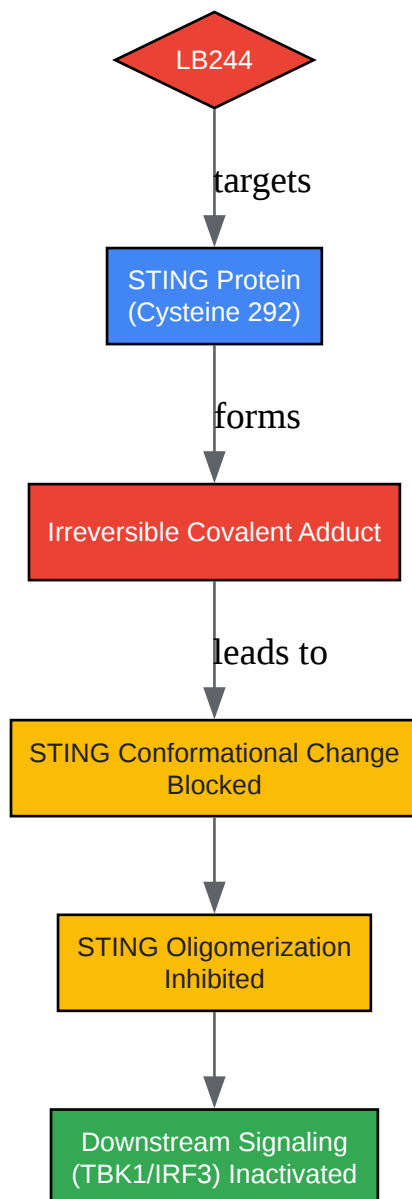 LB244
targets
STING Protein
(Cysteine 292)
forms
Irreversible Covalent Adduct
leads to
STING Conformational Change
Blocked
STING Oligomerization
Inhibited
Downstream Signaling
(TBK1/IRF3) Inactivated